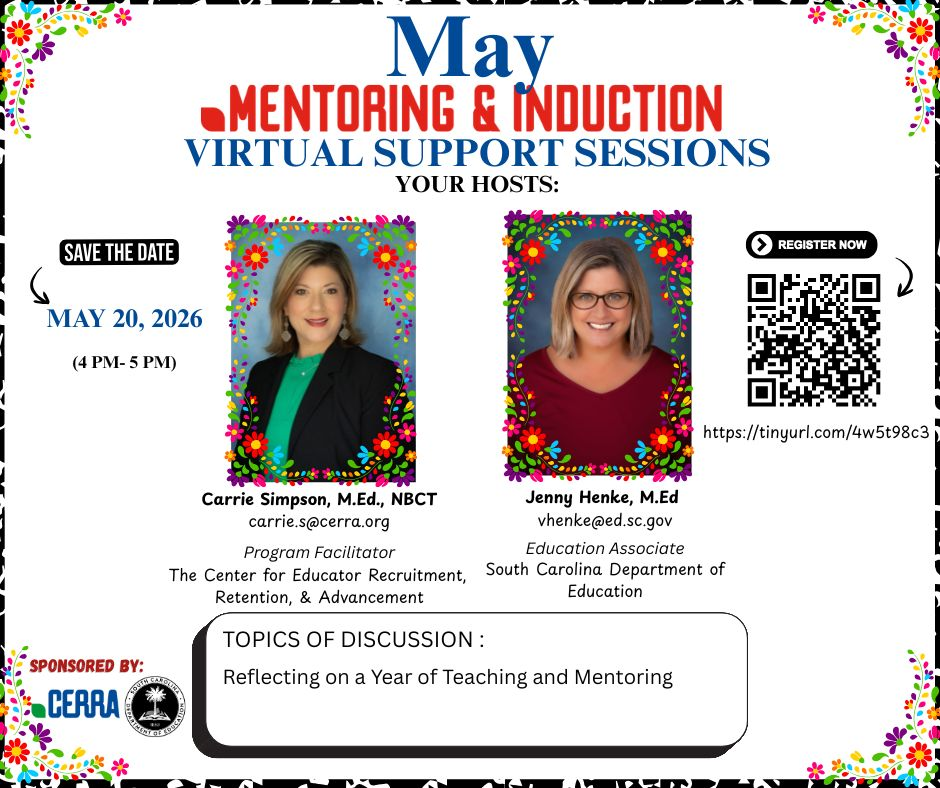 May
MENTORING & INDUCTION
VIRTUAL SUPPORT SESSIONS
YOUR HOSTS:
SAVE THE DATE
MAY 20, 2026
(4 PM- 5 PM)
REGISTER NOW
https://tinyurl.com/4w5t98c3
Carrie Simpson, M.Ed., NBCT
carrie.s@cerra.org
Program Facilitator
The Center for Educator Recruitment,
Retention, & Advancement
Jenny Henke, M.Ed
vhenke@ed.sc.gov
Education Associate
South Carolina Department of
Education
TOPICS OF DISCUSSION :
Reflecting on a Year of Teaching and Mentoring
SPONSORED BY:
CERRA
SOUTH CAROLINA
DEPARTMENT OF EDUCATION